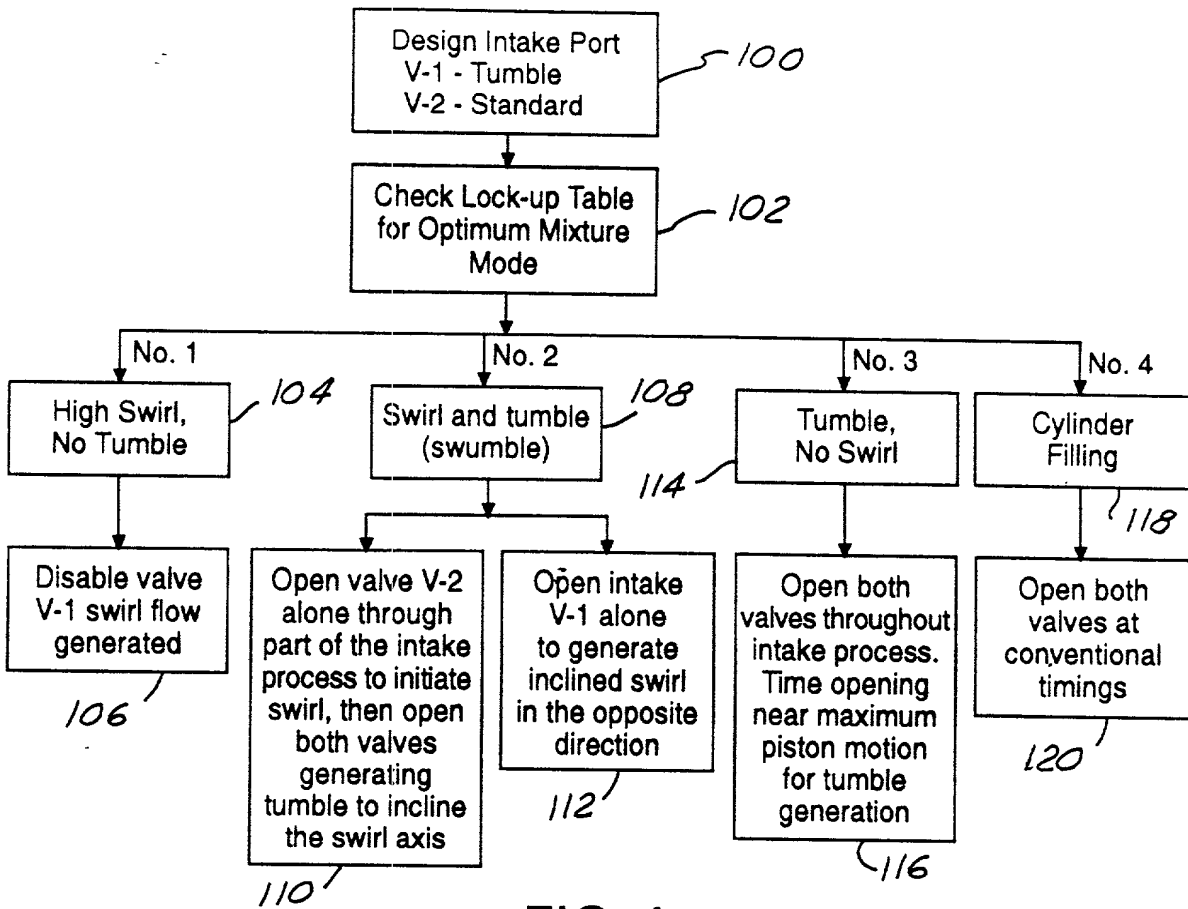 Design Intake Port
V-1 - Tumble
V-2 - Standard
100
Check Lock-up Table
for Optimum Mixture
Mode
102
No. 1
No. 2
No. 3
No. 4
High Swirl,
No Tumble
104
Swirl and tumble
(swumble)
108
Tumble,
No Swirl
114
Cylinder
Filling
118
Disable valve
V-1 swirl flow
generated
106
Open valve V-2
alone through
part of the intake
process to initiate
swirl, then open
both valves
generating
tumble to incline
the swirl axis
110
Open intake
V-1 alone
to generate
inclined swirl
in the opposite
direction
112
Open both
valves throughout
intake process.
Time opening
near maximum
piston motion
for tumble
generation
116
Open both
valves at
conventional
timings
120